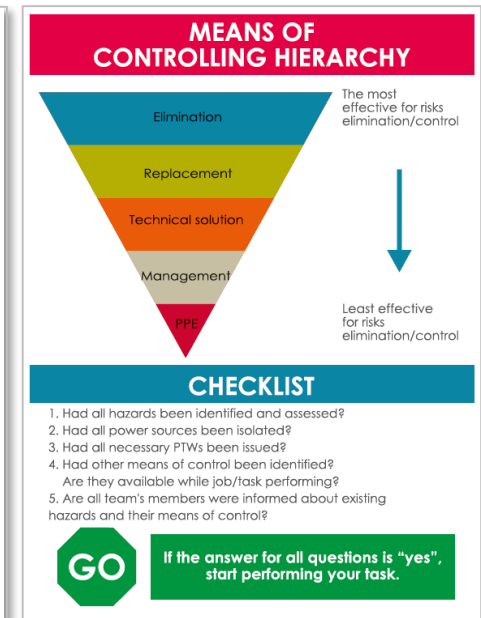 MEANS OF
CONTROLLING HIERARCHY
The most
effective for risks
elimination/control
Elimination
Replacement
Technical solution
Management
PPE
Least effective
for risks
elimination/control
CHECKLIST
1. Had all hazards been identified and assessed?
2. Had all power sources been isolated?
3. Had all necessary PTWs been issued?
4. Had other means of control been identified?
Are they available while job/task performing?
5. Are all team's members were informed about existing
hazards and their means of control?
GO
If the answer for all questions is “yes”,
start performing your task.